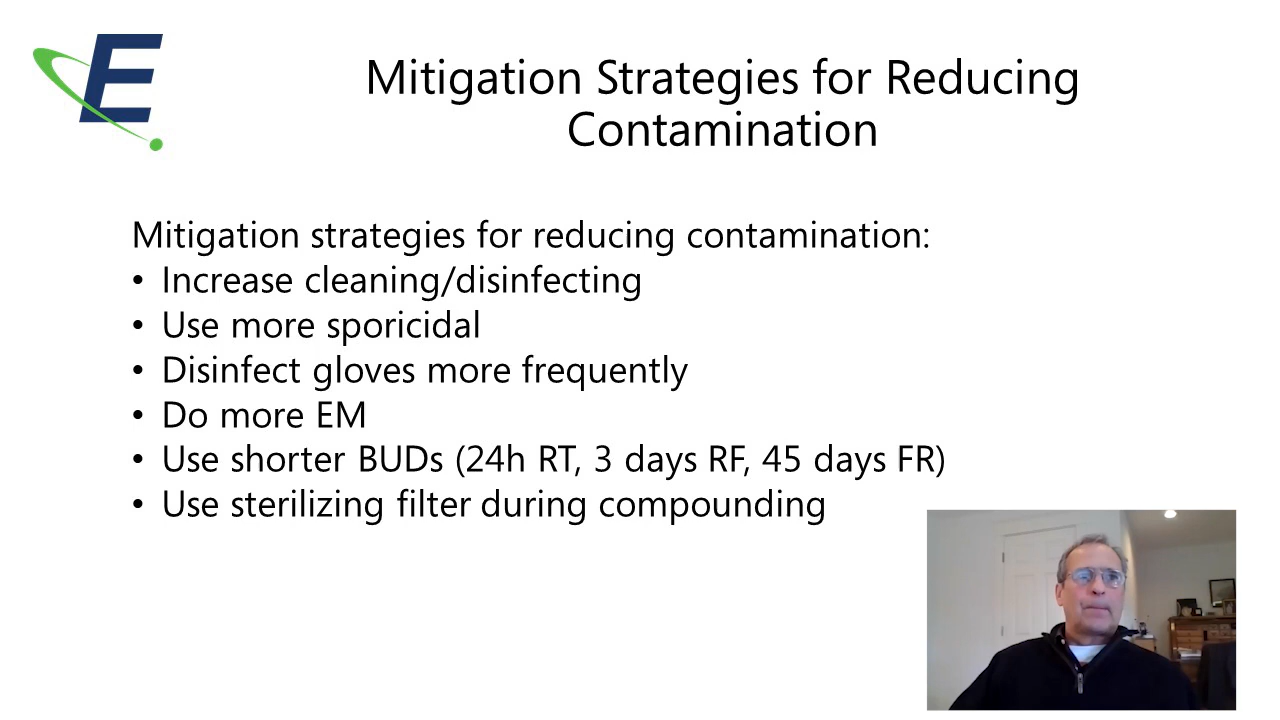 E
Mitigation Strategies for Reducing
Contamination
Mitigation strategies for reducing contamination:
• Increase cleaning/disinfecting
• Use more sporicidal
• Disinfect gloves more frequently
• Do more EM
• Use shorter BUDs (24h RT, 3 days RF, 45 days FR)
• Use sterilizing filter during compounding